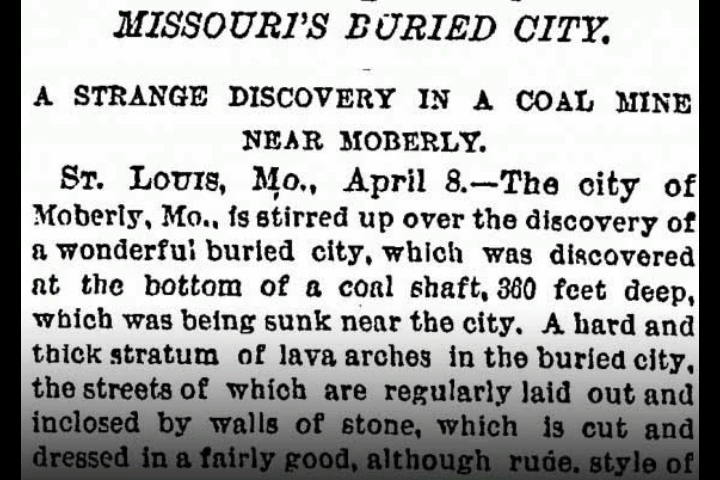 MISSOURI'S BURIED CITY.
A STRANGE DISCOVERY IN A COAL MINE
NEAR MOBERLY.
ST. LOUIS, Mo., April 8.—The city of
Moberly, Mo., is stirred up over the discovery of
a wonderful buried city, which was discovered
at the bottom of a coal shaft, 360 feet deep,
which was being sunk near the city. A hard and
thick stratum of lava arches in the buried city,
the streets of which are regularly laid out and
inclosed by walls of stone, which is cut and
dressed in a fairly good, although rude, style of